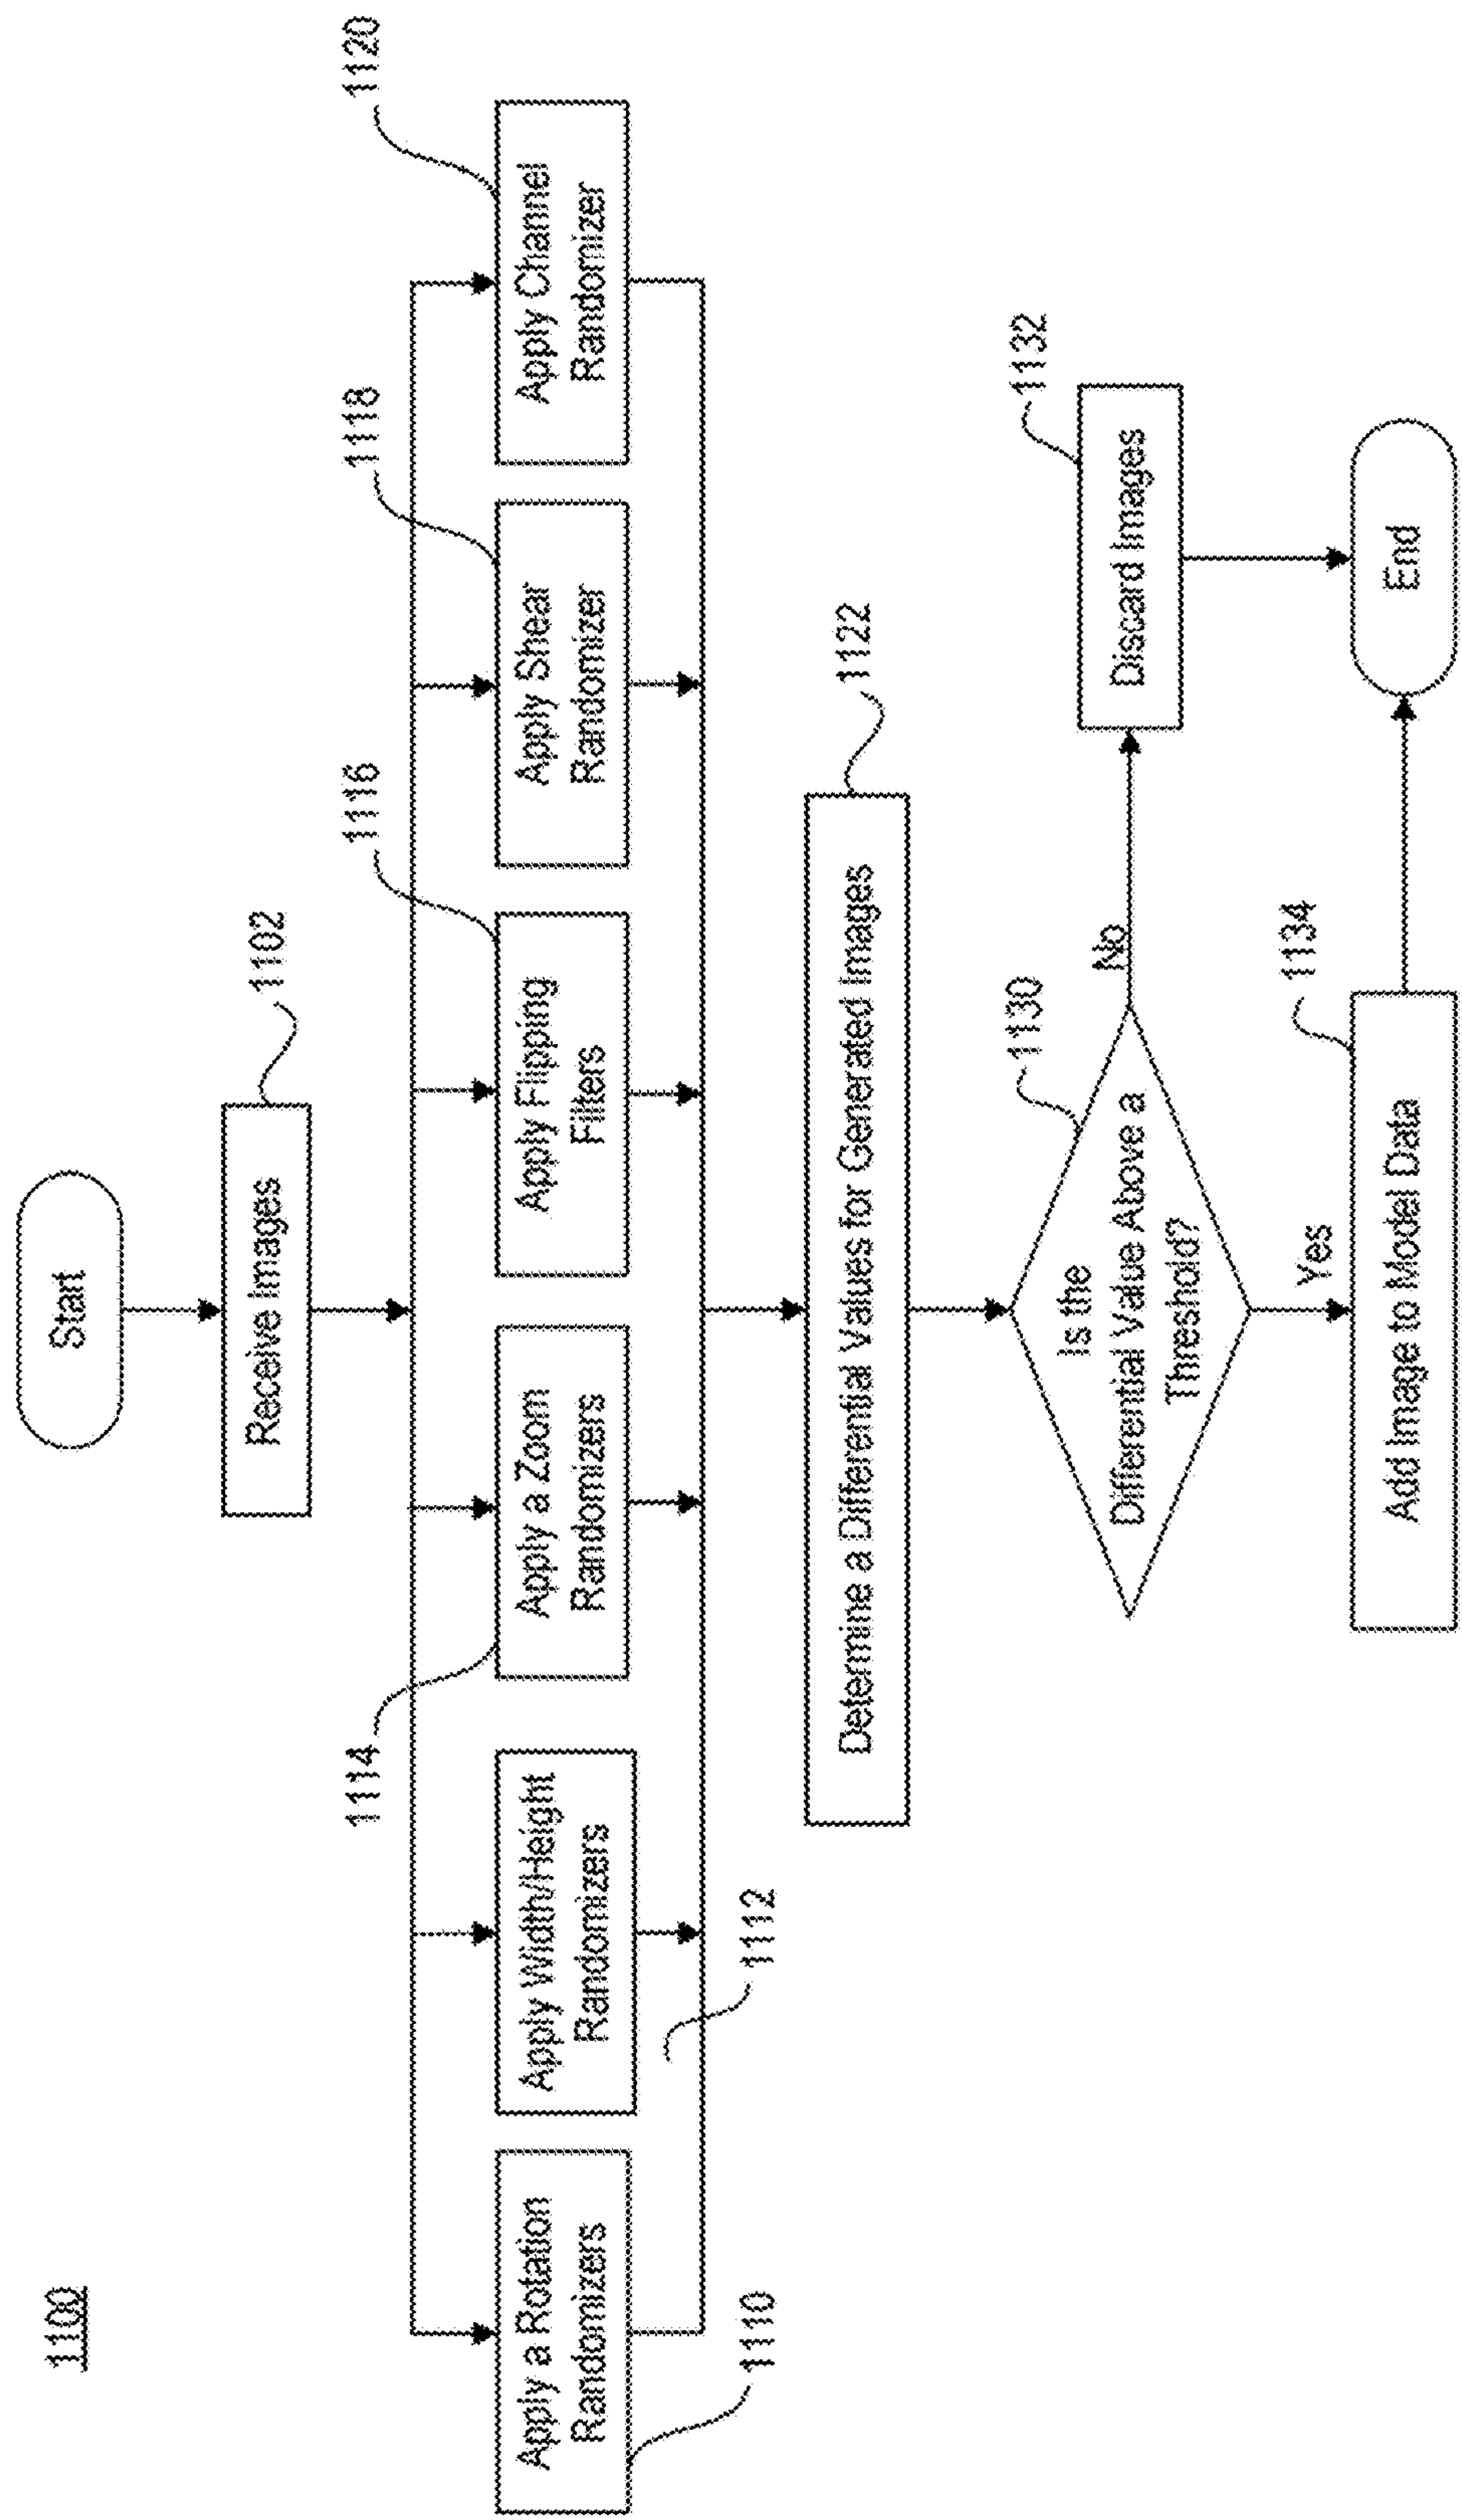 1100
Start
Receive Images
1102
1114
1116
1118
1120
Apply a Rotation
Randomizers
Apply Width/Height
Randomizers
Apply a Zoom
Randomizers
Apply Flipping
Filters
Apply Shear
Randomizer
Apply Channel
Randomizer
1110
1112
Determine a Differential Values for Generated Images
1122
Is the
Differential Value Above a
Threshold?
1130
No
Discard Images
1132
Yes
Add Image to Model Data
1134
End